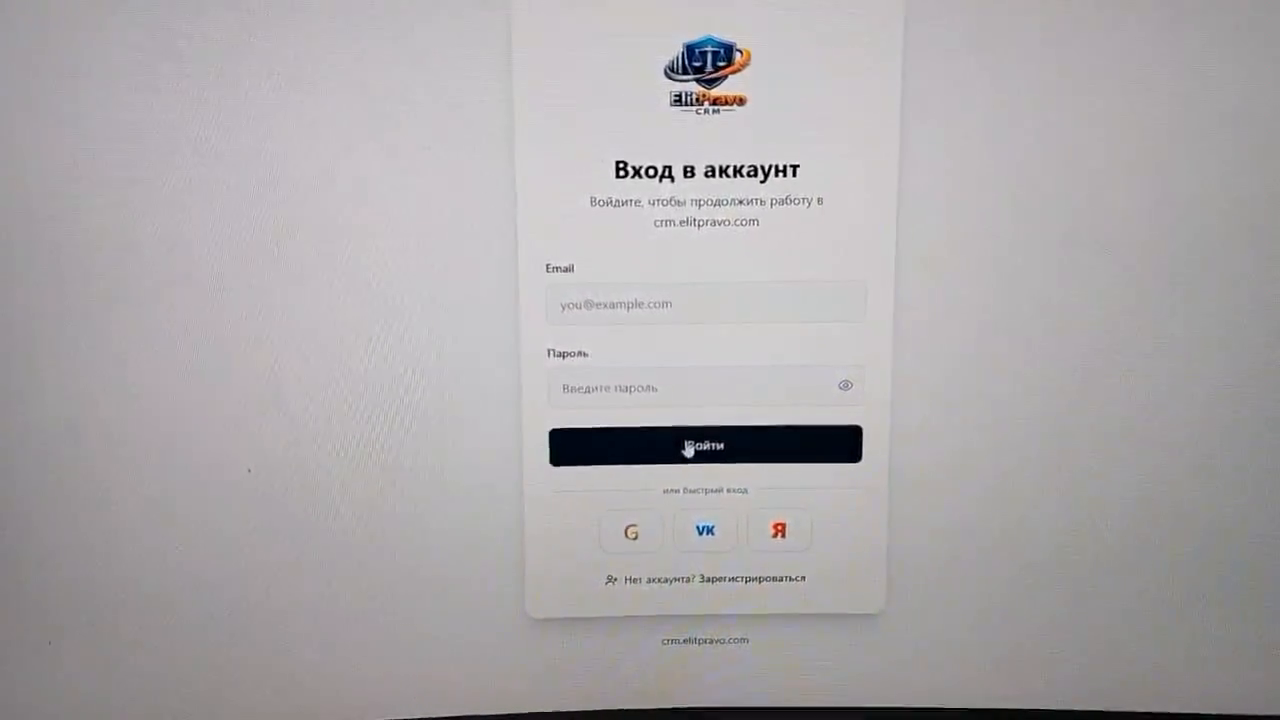 ElitPravo
CRM
Вход в аккаунт
Войдите, чтобы продолжить работу в
crm.elitpravo.com
Email
you@example.com
Пароль
Введите пароль
Войти
или быстрый вход
G
VK
Я
Нет аккаунта? Зарегистрироваться
crm.elitpravo.com